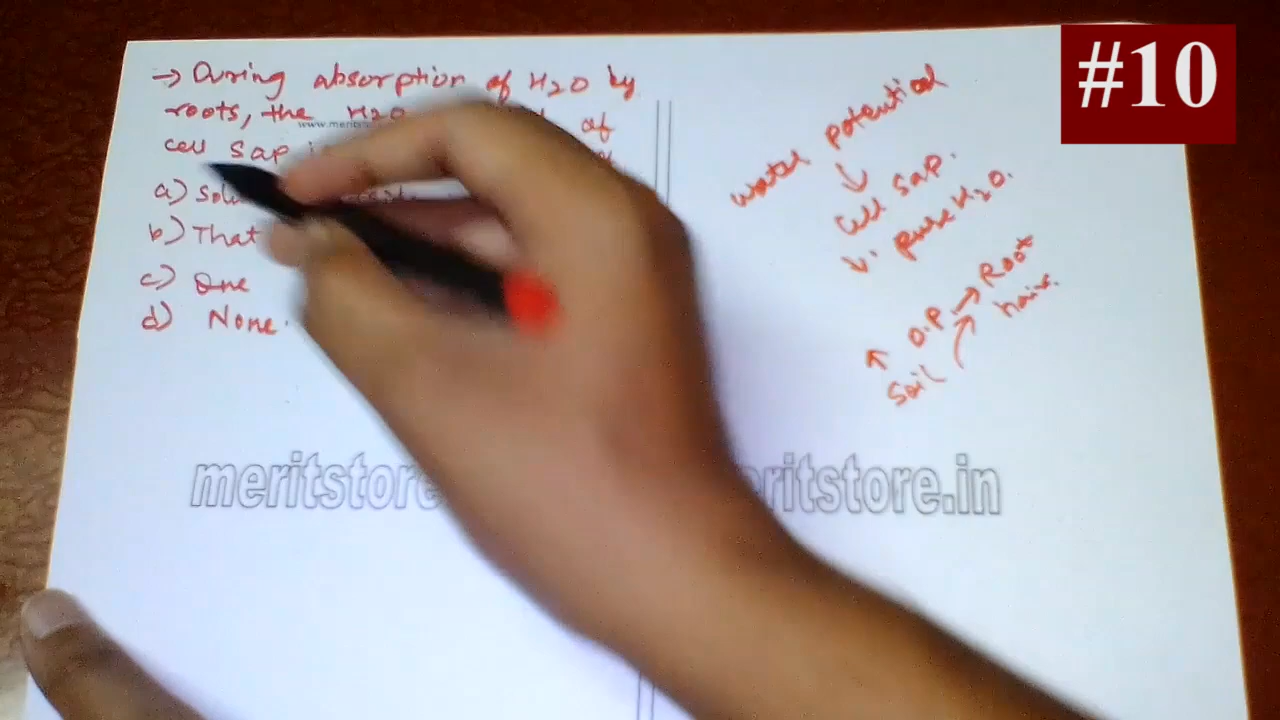 #10
→ During absorption of H2O by
roots, the H2O of
cell sap
a)
b) That
c) One
d) None.
water potential
↓
Cell sap.
↓. pure H2O.
O.P → Root
hair.
Soil
meritstore
meritstore.in